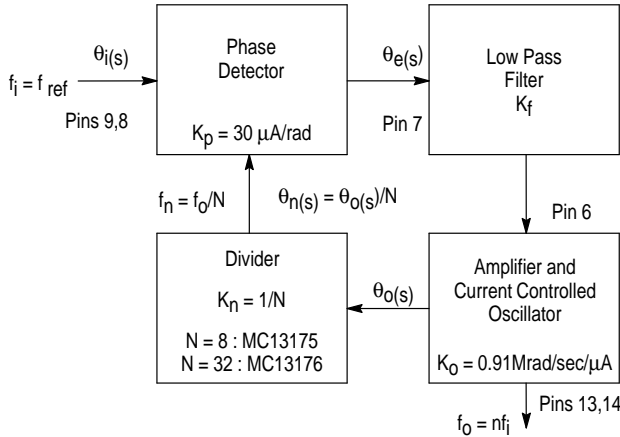 θi(s)
fi = f ref
Pins 9,8
Phase
Detector
Kp = 30 µA/rad
θe(s)
Pin 7
Low Pass
Filter
Kf
fn = fo/N
θn(s) = θo(s)/N
Pin 6
Divider
Kn = 1/N
N = 8 : MC13175
N = 32 : MC13176
θo(s)
Amplifier and
Current Controlled
Oscillator
Ko = 0.91Mrad/sec/µA
Pins 13,14
fo = nfi